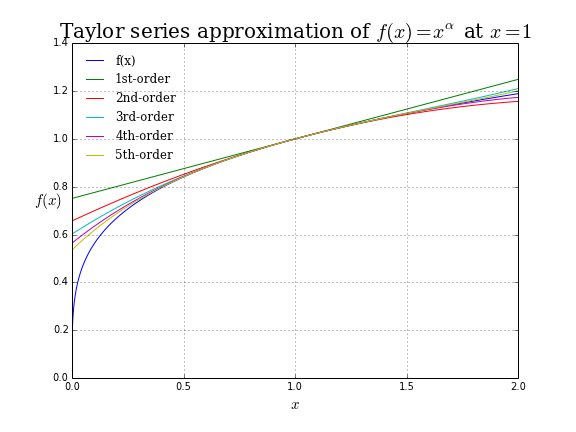 Taylor series approximation of f(x)=x^α at x=1
1.4
1.2
1.0
0.8
0.6
0.4
0.2
0.0
f(x)
f(x)
1st-order
2nd-order
3rd-order
4th-order
5th-order
0.0 0.5 1.0 1.5 2.0
x